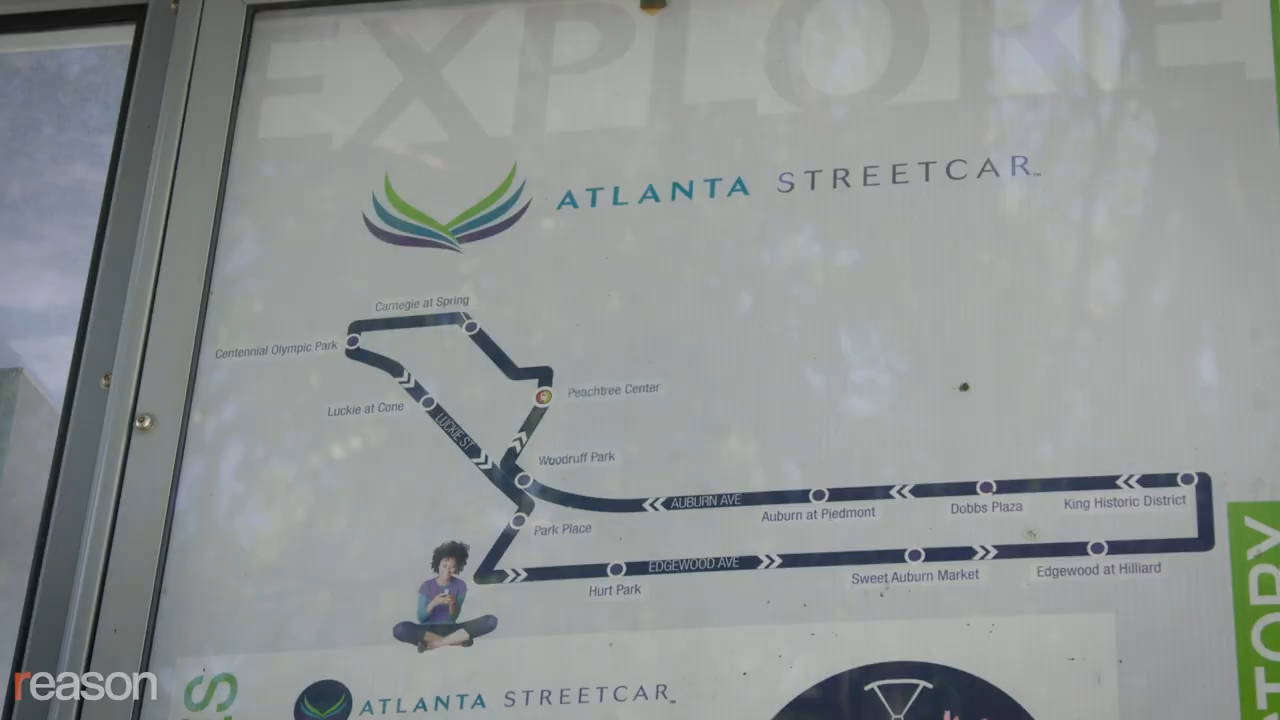 EXPLORE
ATLANTA STREETCAR™
Carnegie at Spring
Centennial Olympic Park
Peachtree Center
Luckie at Cone
LUCKIE ST
Woodruff Park
AUBURN AVE
Auburn at Piedmont
Dobbs Plaza
King Historic District
Park Place
EDGEWOOD AVE
Hurt Park
Sweet Auburn Market
Edgewood at Hilliard
ATLANTA STREETCAR™
reason